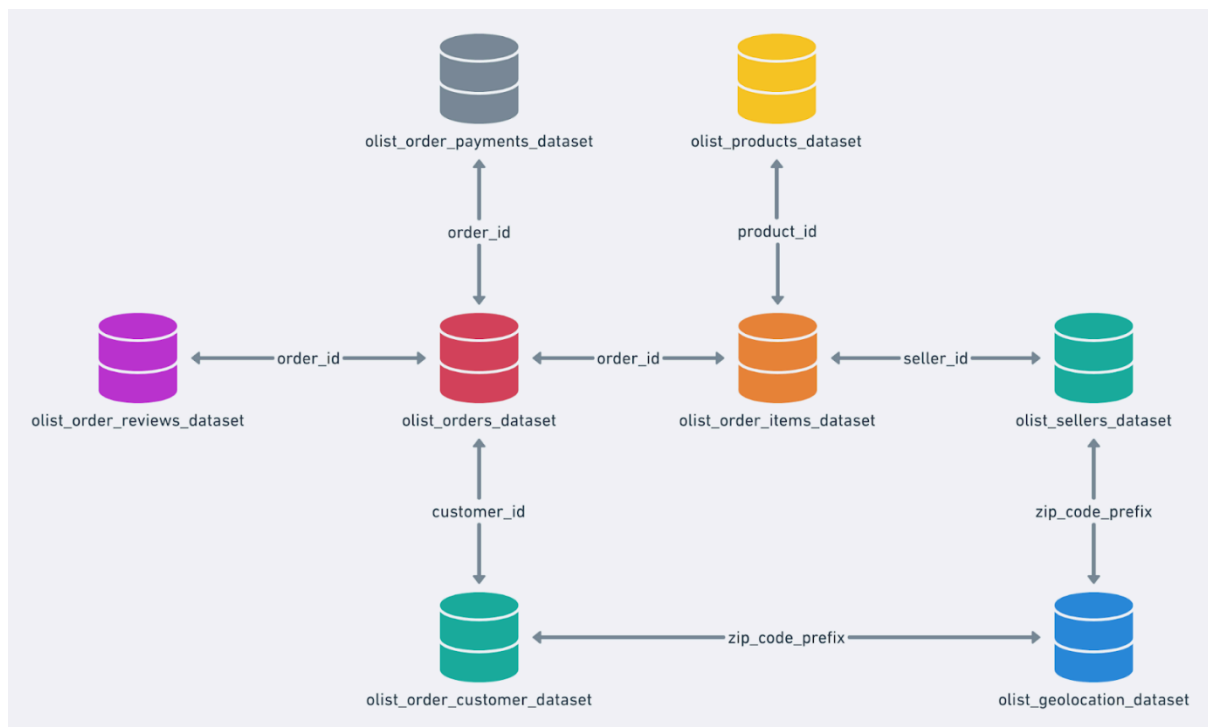 olist_order_payments_dataset
olist_products_dataset
order_id
product_id
order_id
order_id
seller_id
olist_order_reviews_dataset
olist_orders_dataset
olist_order_items_dataset
olist_sellers_dataset
customer_id
zip_code_prefix
zip_code_prefix
olist_order_customer_dataset
olist_geolocation_dataset